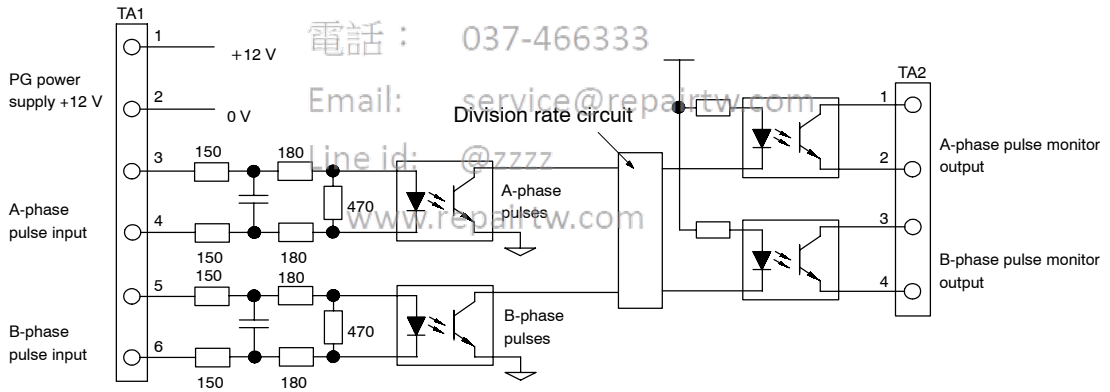 TA1
電話： 037-466333
1
+12 V
PG power
supply +12 V
2
0 V
Email: service@repairtw.com
TA2
1
Division rate circuit
3
150
180
Line id: @zzzz
2
A-phase pulse monitor
output
A-phase
pulses
470
www.repairtw.com
A-phase
pulse input
4
150
180
3
B-phase pulse monitor
output
4
5
150
180
B-phase
pulses
470
B-phase
pulse input
6
150
180